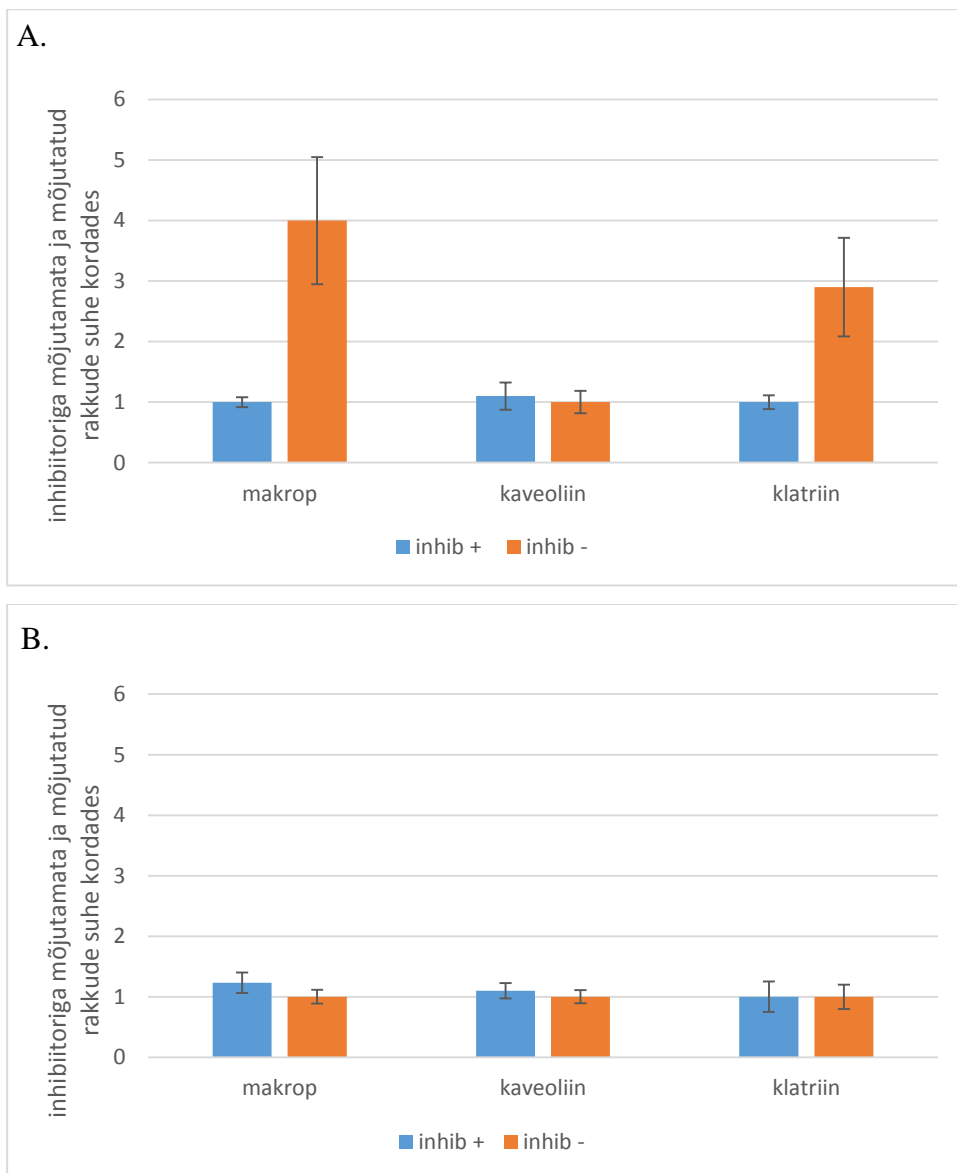 A.
inhibiitoriga mõjutamata ja mõjutatud
rakkude suhe kordades
6
5
4
3
2
1
0
makrop
kaveoliin
klatriin
inhib +
inhib -
B.
inhibiitoriga mõjutamata ja mõjutatud
rakkude suhe kordades
6
5
4
3
2
1
0
makrop
kaveoliin
klatriin
inhib +
inhib -